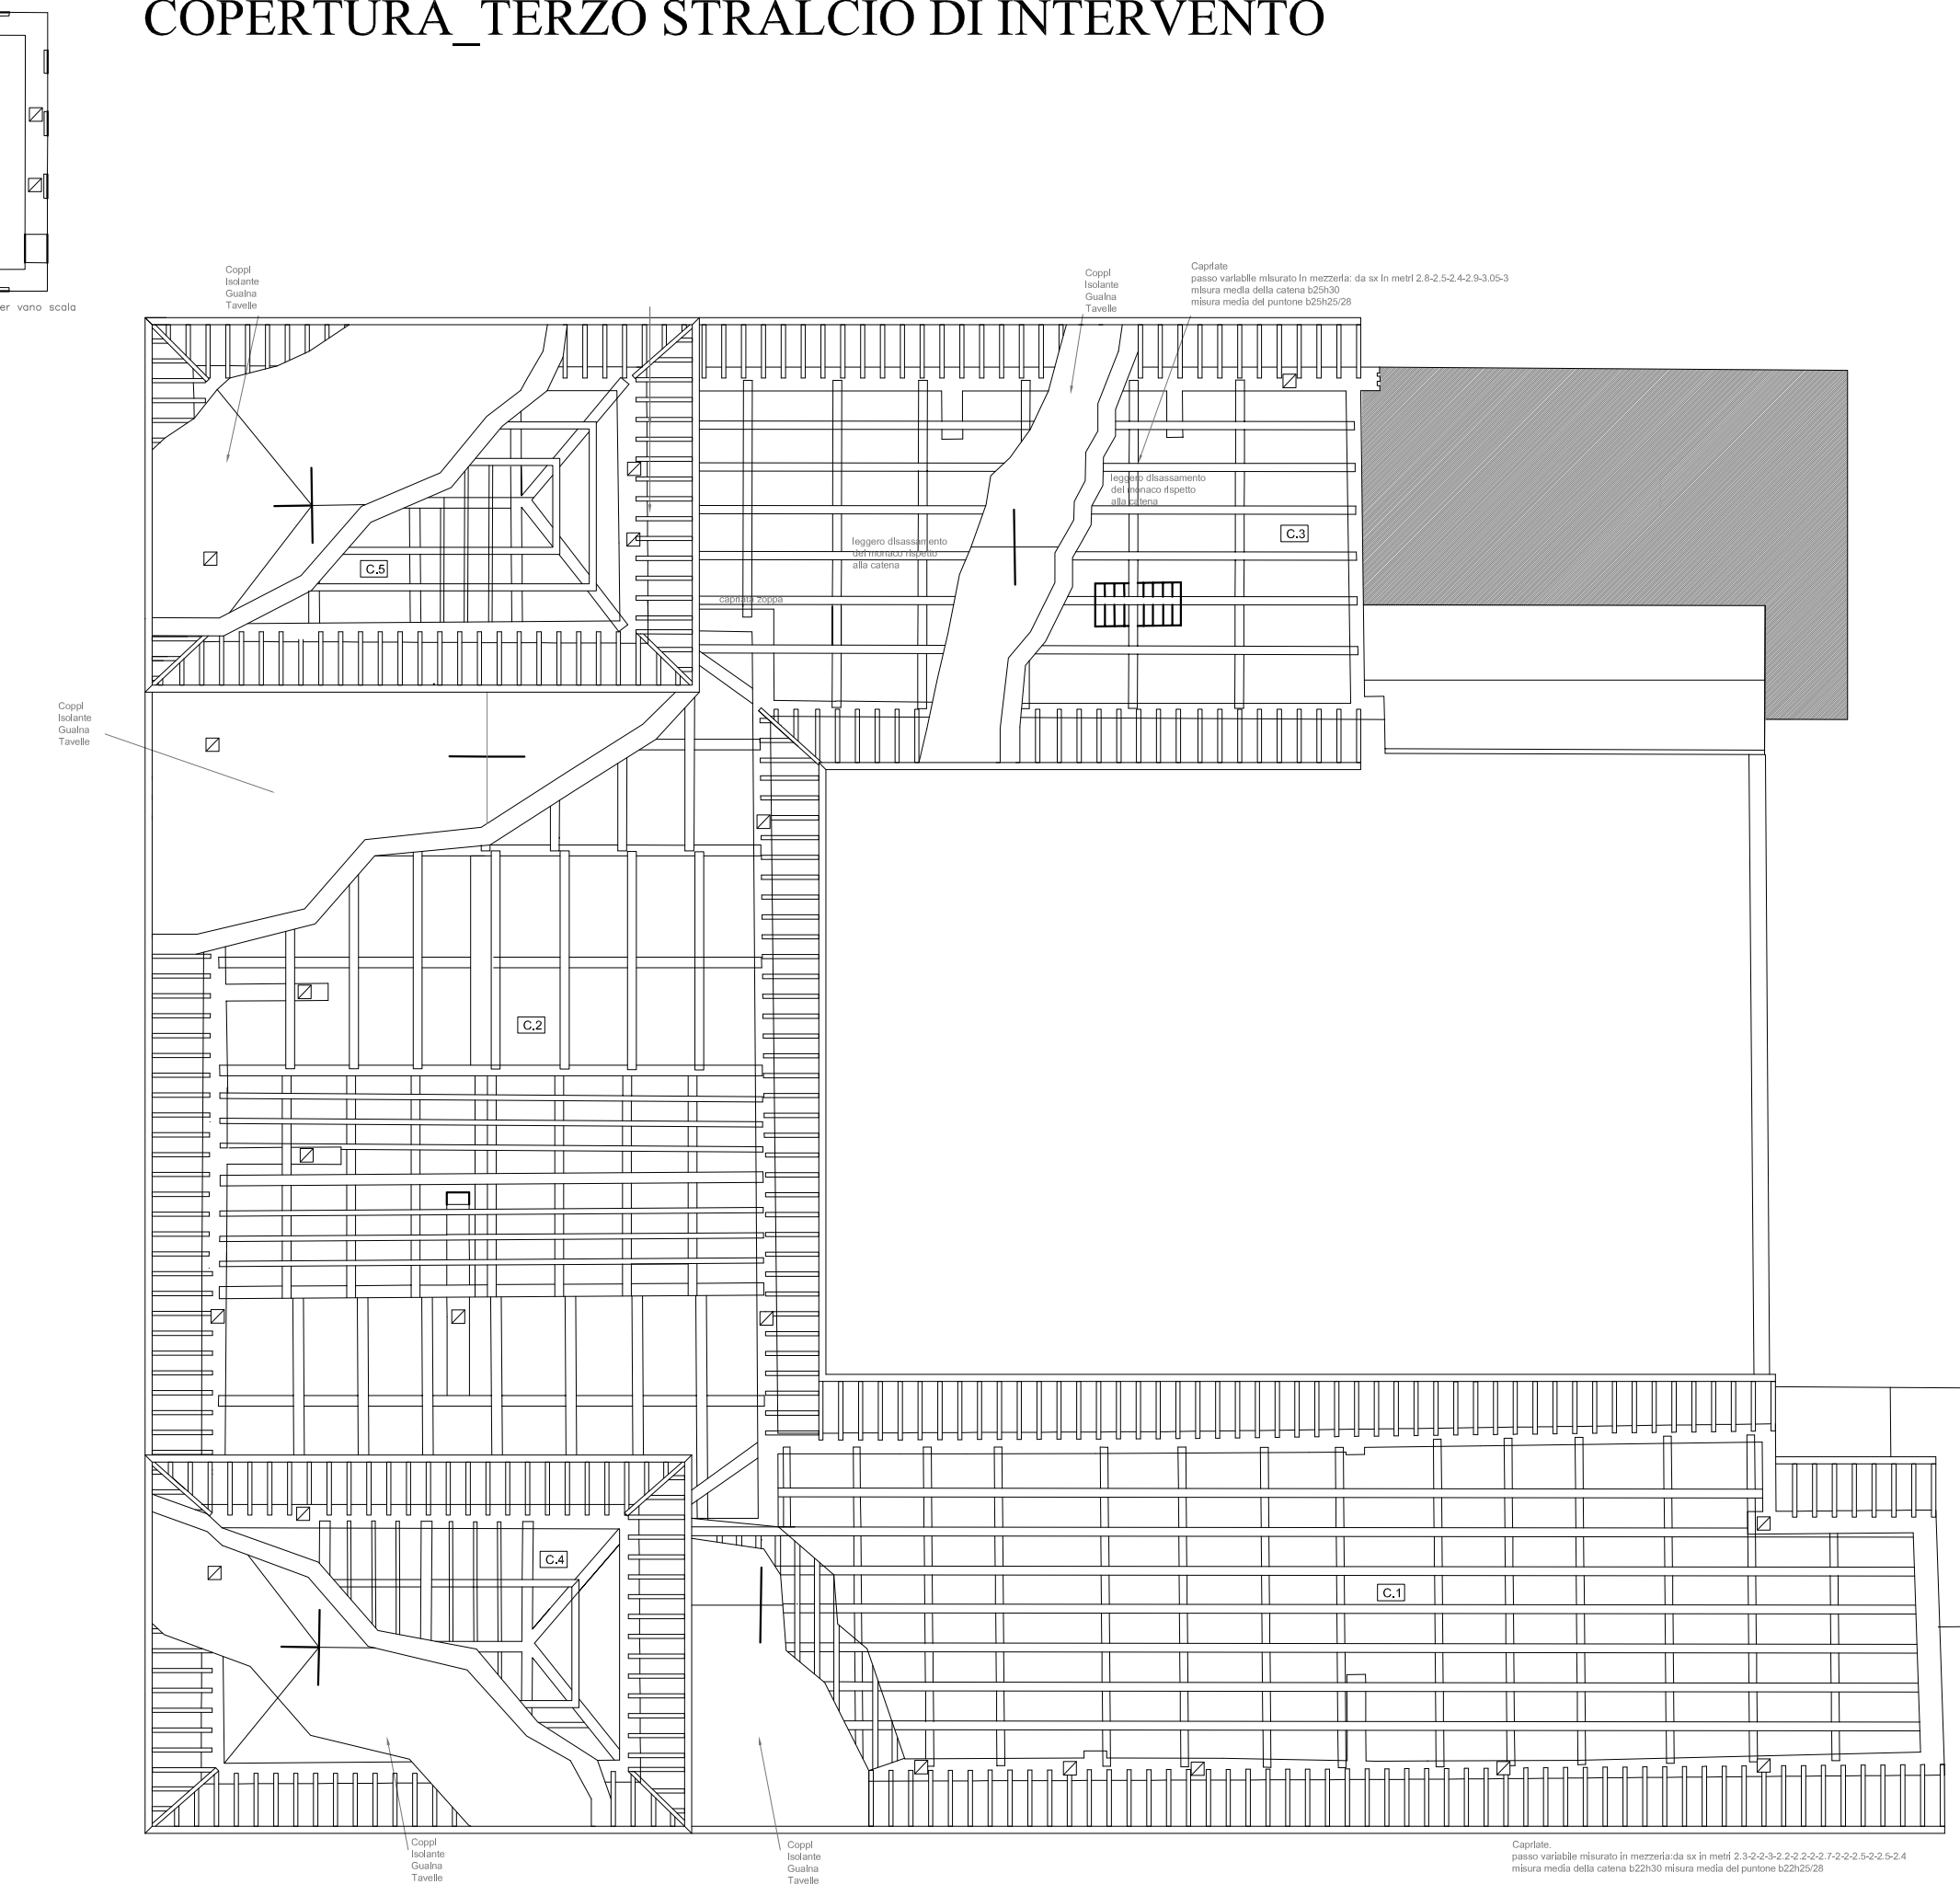 COPERTURA_TERZO STRALCIO DI INTERVENTO
er vano scala
Coppi
Isolante
Guaina
Tavelle
Coppi
Isolante
Guaina
Tavelle
Capriate
passo variabile misurato in mezzeria: da sx in metri 2.8-2.5-2.4-2.9-3.05-3
misura media della catena b25h30
misura media del puntone b25h25/28
leggero disassamento
del monaco rispetto
alla catena
C.3
leggero disassamento
del monaco rispetto
alla catena
C.5
capriata zoppa
Coppi
Isolante
Guaina
Tavelle
C.2
C.4
C.1
Coppi
Isolante
Guaina
Tavelle
Coppi
Isolante
Guaina
Tavelle
Capriate.
passo variabile misurato in mezzeria:da sx in metri 2.3-2-2-3-2.2-2.2-2-2.7-2-2-2.5-2-2.5-2.4
misura media della catena b22h30 misura media del puntone b22h25/28